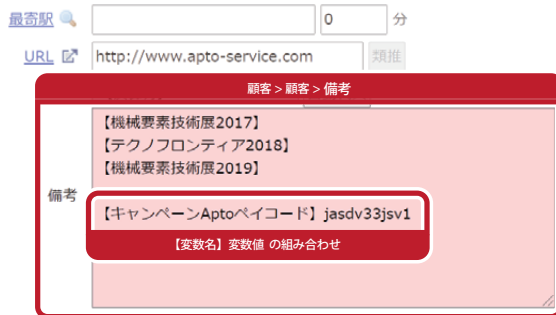 最寄駅 0 分
URL http://www.apto-service.com 類推
顧客 > 顧客 > 備考
【機械要素技術展2017】
【テクノフロンティア2018】
【機械要素技術展2019】
備考
【キャンペーンAptoペイコード】jasdv33jsv1
【変数名】変数値 の組み合わせ